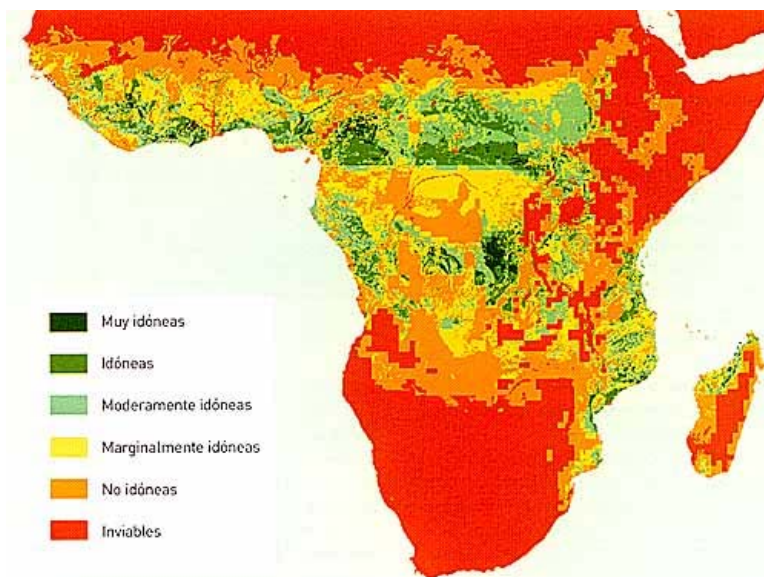 Muy idóneas
Idóneas
Moderamente idóneas
Marginalmente idóneas
No idóneas
Inviables